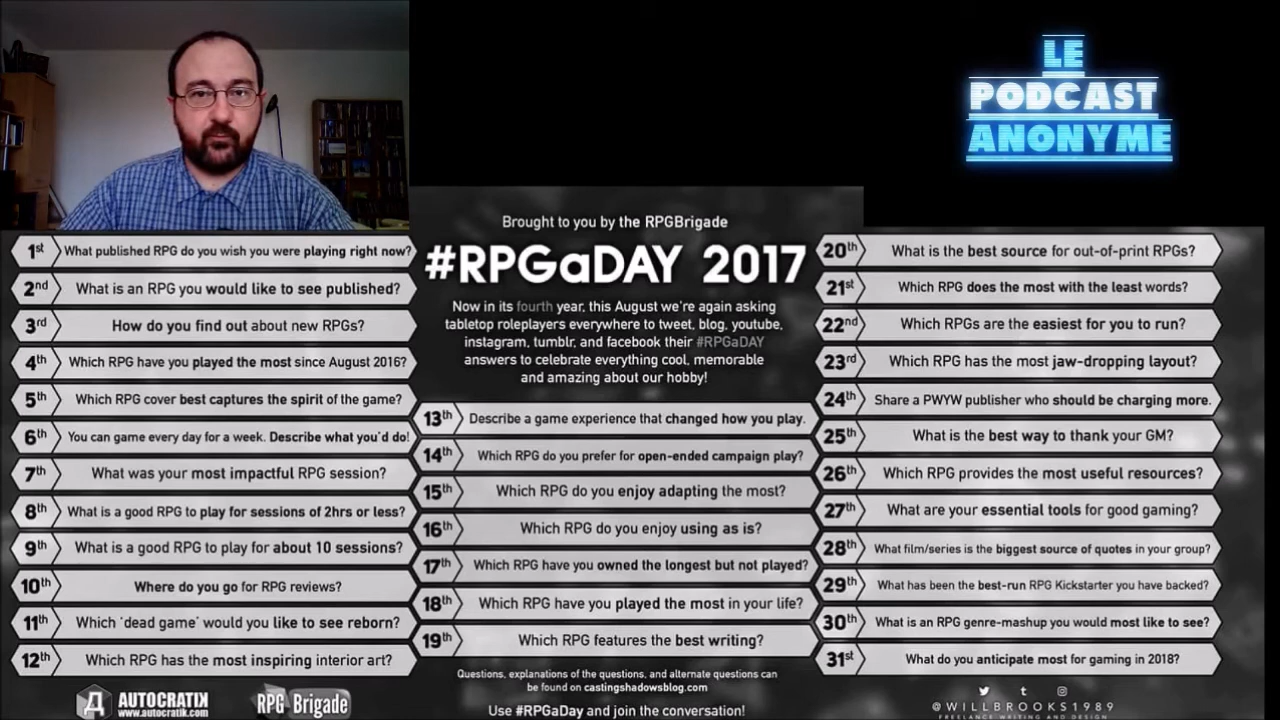 LE
PODCAST
ANONYME
Brought to you by the RPGBrigade
#RPGaDAY 2017
Now in its fourth year, this August we're again asking
tabletop roleplayers everywhere to tweet, blog, youtube,
instagram, tumblr, and facebook their #RPGaDAY
answers to celebrate everything cool, memorable
and amazing about our hobby!
1st What published RPG do you wish you were playing right now?
2nd What is an RPG you would like to see published?
3rd How do you find out about new RPGs?
4th Which RPG have you played the most since August 2016?
5th Which RPG cover best captures the spirit of the game?
6th You can game every day for a week. Describe what you'd do!
7th What was your most impactful RPG session?
8th What is a good RPG to play for sessions of 2hrs or less?
9th What is a good RPG to play for about 10 sessions?
10th Where do you go for RPG reviews?
11th Which 'dead game' would you like to see reborn?
12th Which RPG has the most inspiring interior art?
13th Describe a game experience that changed how you play.
14th Which RPG do you prefer for open-ended campaign play?
15th Which RPG do you enjoy adapting the most?
16th Which RPG do you enjoy using as is?
17th Which RPG have you owned the longest but not played?
18th Which RPG have you played the most in your life?
19th Which RPG features the best writing?
20th What is the best source for out-of-print RPGs?
21st Which RPG does the most with the least words?
22nd Which RPGs are the easiest for you to run?
23rd Which RPG has the most jaw-dropping layout?
24th Share a PWYW publisher who should be charging more.
25th What is the best way to thank your GM?
26th Which RPG provides the most useful resources?
27th What are your essential tools for good gaming?
28th What film/series is the biggest source of quotes in your group?
29th What has been the best-run RPG Kickstarter you have backed?
30th What is an RPG genre-mashup you would most like to see?
31st What do you anticipate most for gaming in 2018?
AUTOCRATIK
www.autocratik.com
RPG Brigade
Questions, explanations of the questions, and alternate questions can
be found on castingshadowsblog.com
Use #RPGaDay and join the conversation!
@WILLBROOKS1989
FREELANCE WRITING AND DESIGN